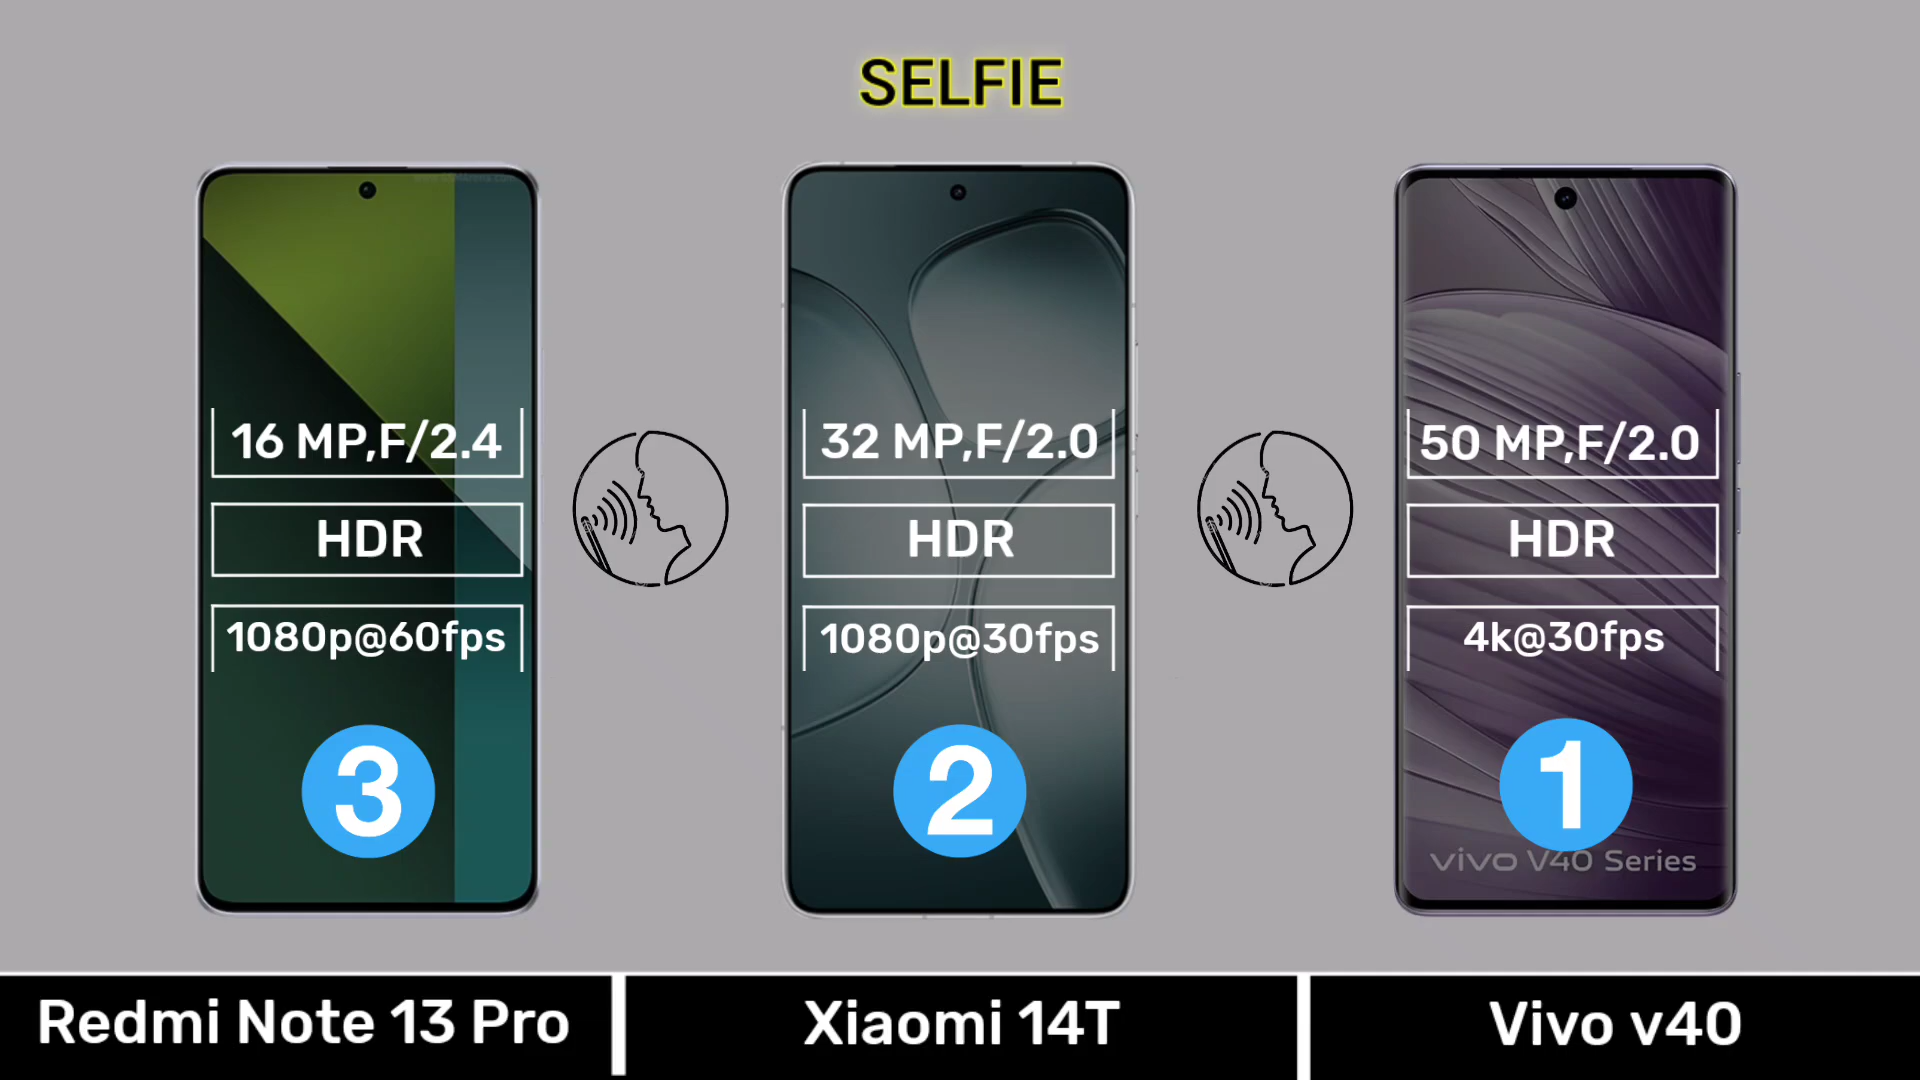 SELFIE
16 MP,F/2.4
HDR
1080p@60fps
3
Redmi Note 13 Pro
32 MP,F/2.0
HDR
1080p@30fps
2
Xiaomi 14T
50 MP,F/2.0
HDR
4k@30fps
1
vivo V40 Series
Vivo v40